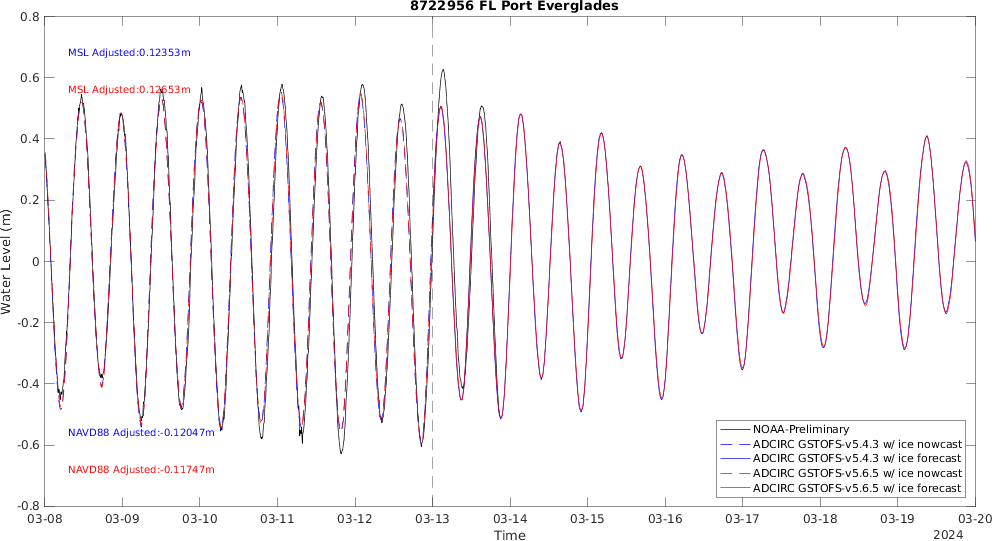 8722956 FL Port Everglades
0.8
0.6
0.4
0.2
0
-0.2
-0.4
-0.6
-0.8
Water Level (m)
MSL Adjusted:0.12353m
MSL Adjusted:0.12653m
NAVD88 Adjusted:-0.12047m
NAVD88 Adjusted:-0.11747m
NOAA-Preliminary
ADCIRC GSTOFS-v5.4.3 w/ ice nowcast
ADCIRC GSTOFS-v5.4.3 w/ ice forecast
ADCIRC GSTOFS-v5.6.5 w/ ice nowcast
ADCIRC GSTOFS-v5.6.5 w/ ice forecast
03-08 03-09 03-10 03-11 03-12 03-13 03-14 03-15 03-16 03-17 03-18 03-19 03-20
Time
2024